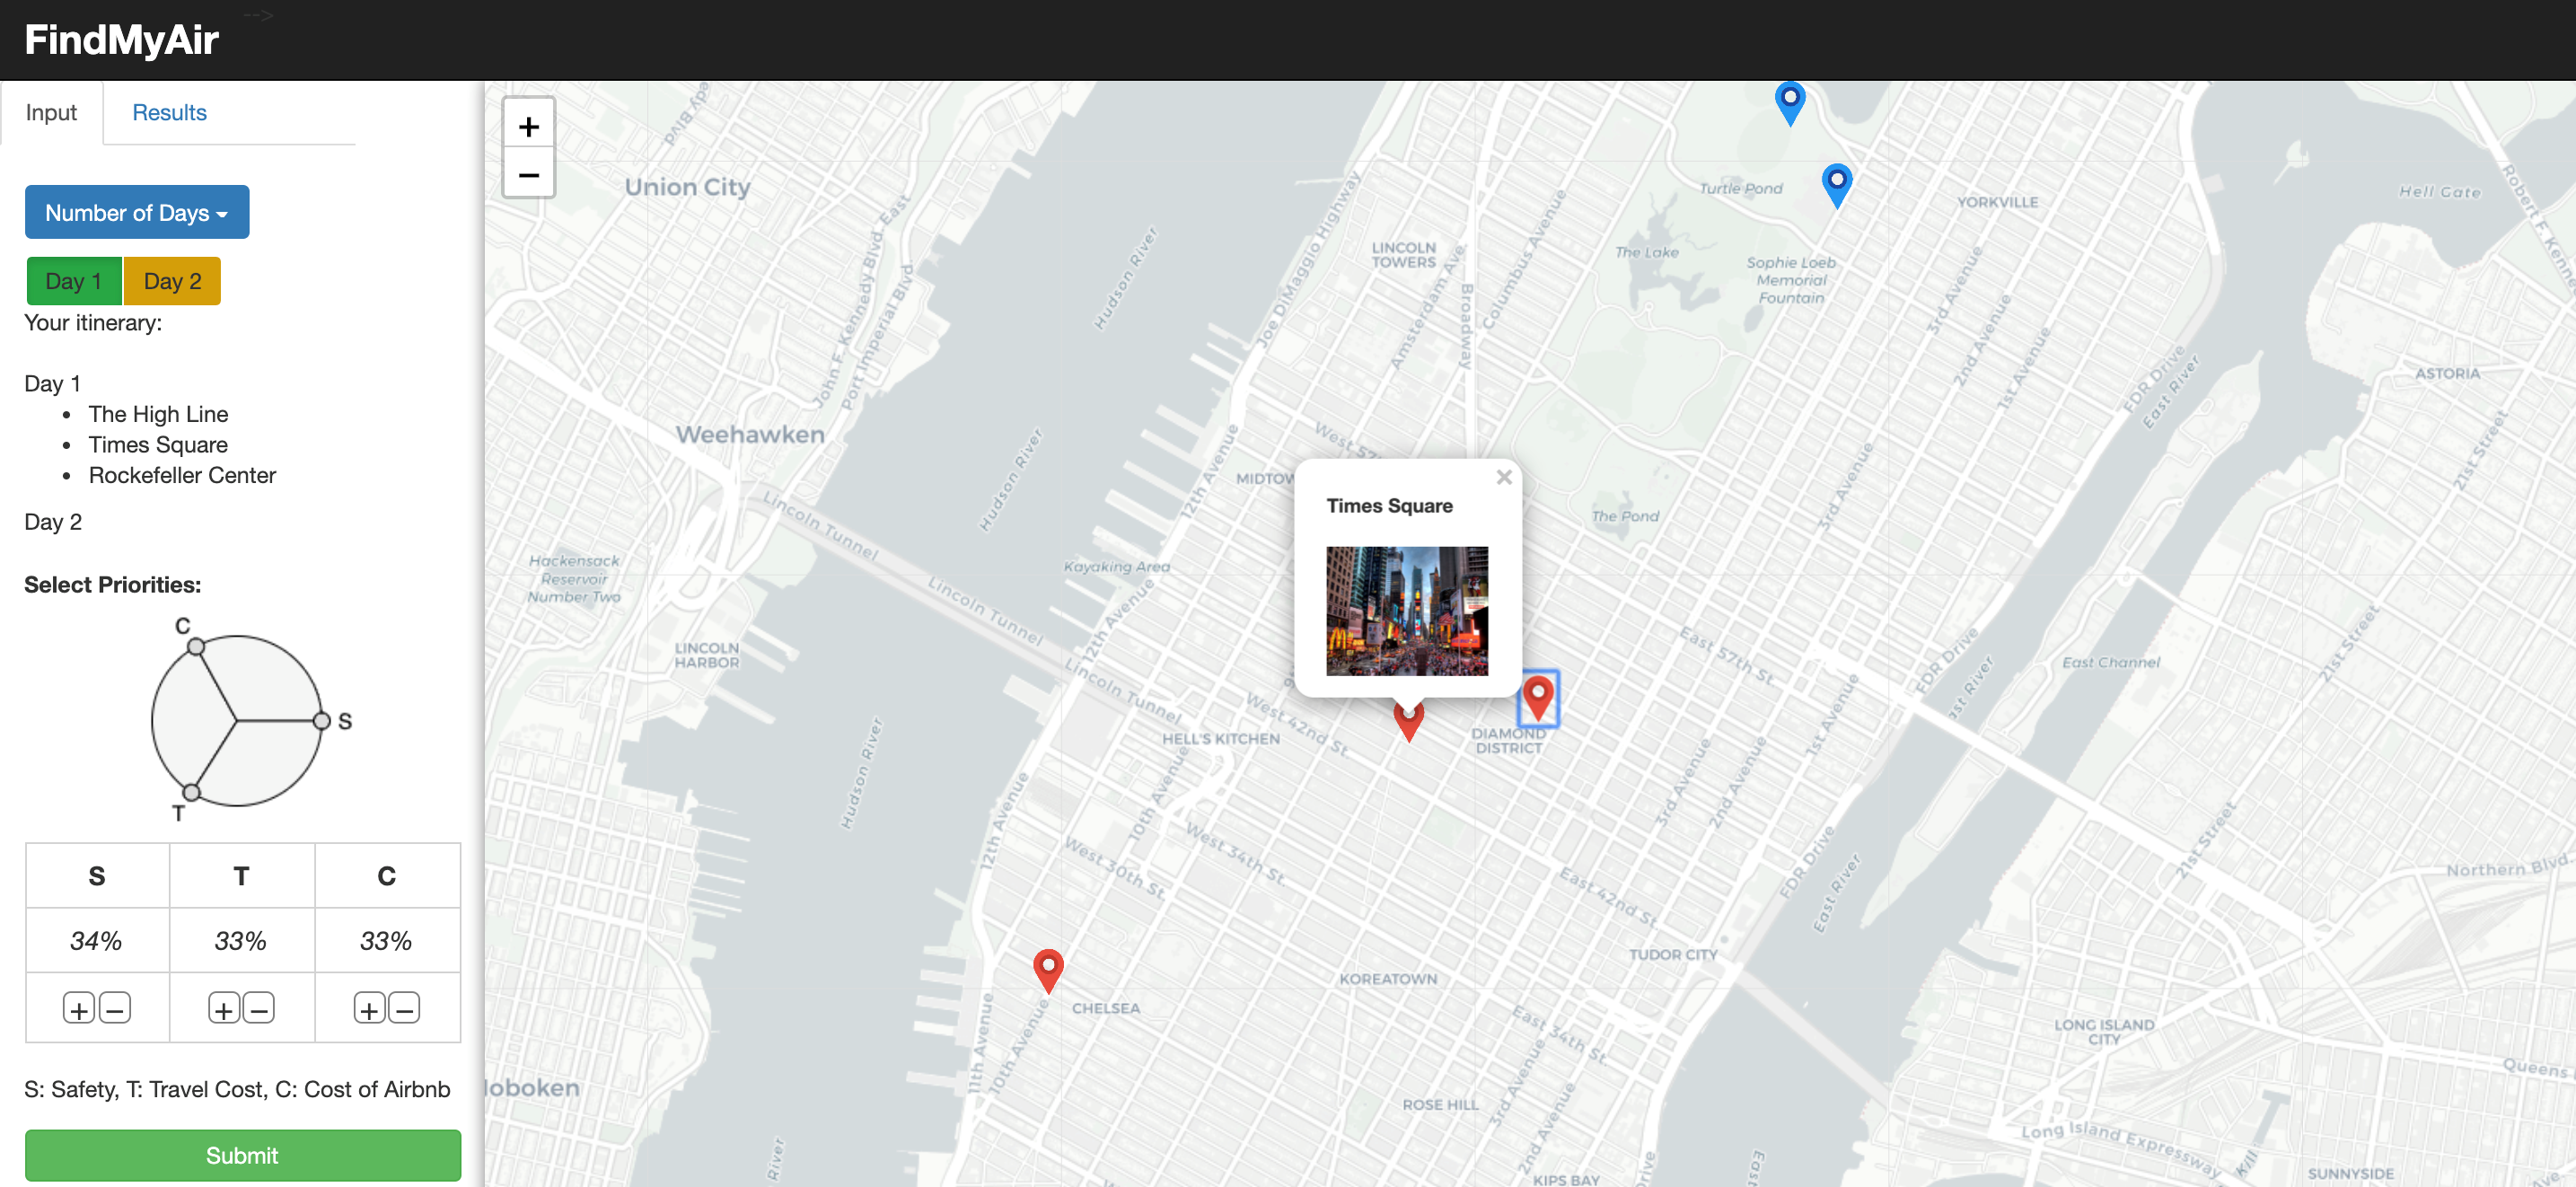 -->
FindMyAir
Input
Results
Number of Days
Day 1
Day 2
Your itinerary:
Day 1
• The High Line
• Times Square
• Rockefeller Center
Day 2
Select Priorities:
C
S
T
S T C
34% 33% 33%
+ − + − + −
S: Safety, T: Travel Cost, C: Cost of Airbnb
Submit
+
−
Union City
John F. Kennedy Blvd. East
Port Imperial Blvd.
Hudson River
Joe DiMaggio Highway
LINCOLN
TOWERS
Amsterdam Ave.
Broadway
Columbus Avenue
Turtle Pond
The Lake
Sophie Loeb
Memorial
Fountain
YORKVILLE
3rd Avenue
2nd Avenue
1st Avenue
FDR Drive
East River
Hell Gate
ASTORIA
21st Street
Weehawken
Hudson River
12th Avenue
Lincoln Tunnel
Kayaking Area
Hackensack
Reservoir
Number Two
LINCOLN
HARBOR
Lincoln Tunnel
12th Avenue
Lincoln Tunnel
Times Square
×
The Pond
3rd Avenue
East 57th St.
FDR Drive
East Channel
21st Street
West 42nd St.
HELL'S KITCHEN
DIAMOND
DISTRICT
Hudson River
12th Avenue
10th Avenue
West 34th St.
West 30th St.
3rd Avenue
2nd Avenue
1st Avenue
FDR Drive
East River
East 42nd St.
21st Street
Northern Blvd.
TUDOR CITY
KOREATOWN
CHELSEA
11th Avenue
10th Avenue
East 34th St.
LONG ISLAND
CITY
ROSE HILL
3rd Avenue
2nd Avenue
Long Island Expressway
SUNNYSIDE
KIPS BAY
River